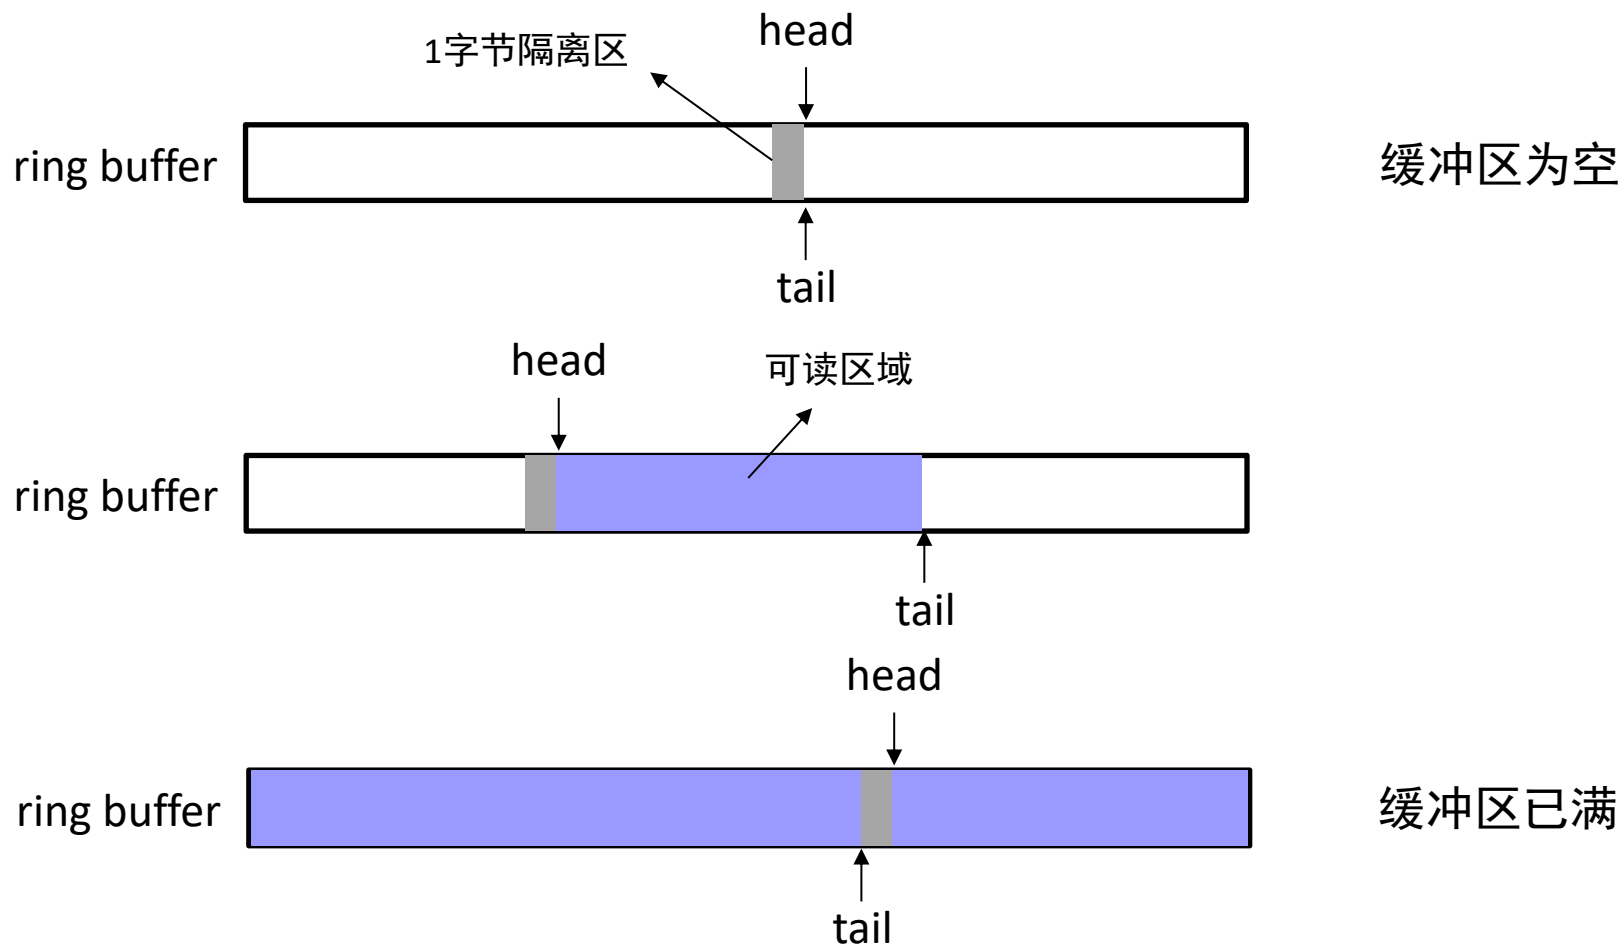 head
1字节隔离区
ring buffer
缓冲区为空
tail
head
可读区域
ring buffer
tail
head
ring buffer
缓冲区已满
tail